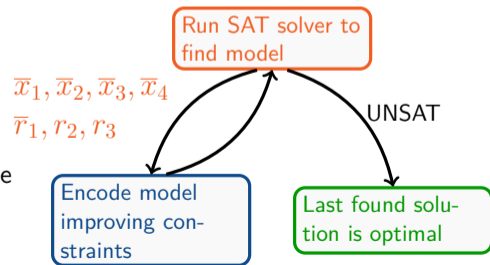 Run SAT solver to
find model
x̅₁, x̅₂, x̅₃, x̅₄
r̅₁, r₂, r₃
UNSAT
e
Encode model
improving con-
straints
Last found solu-
tion is optimal